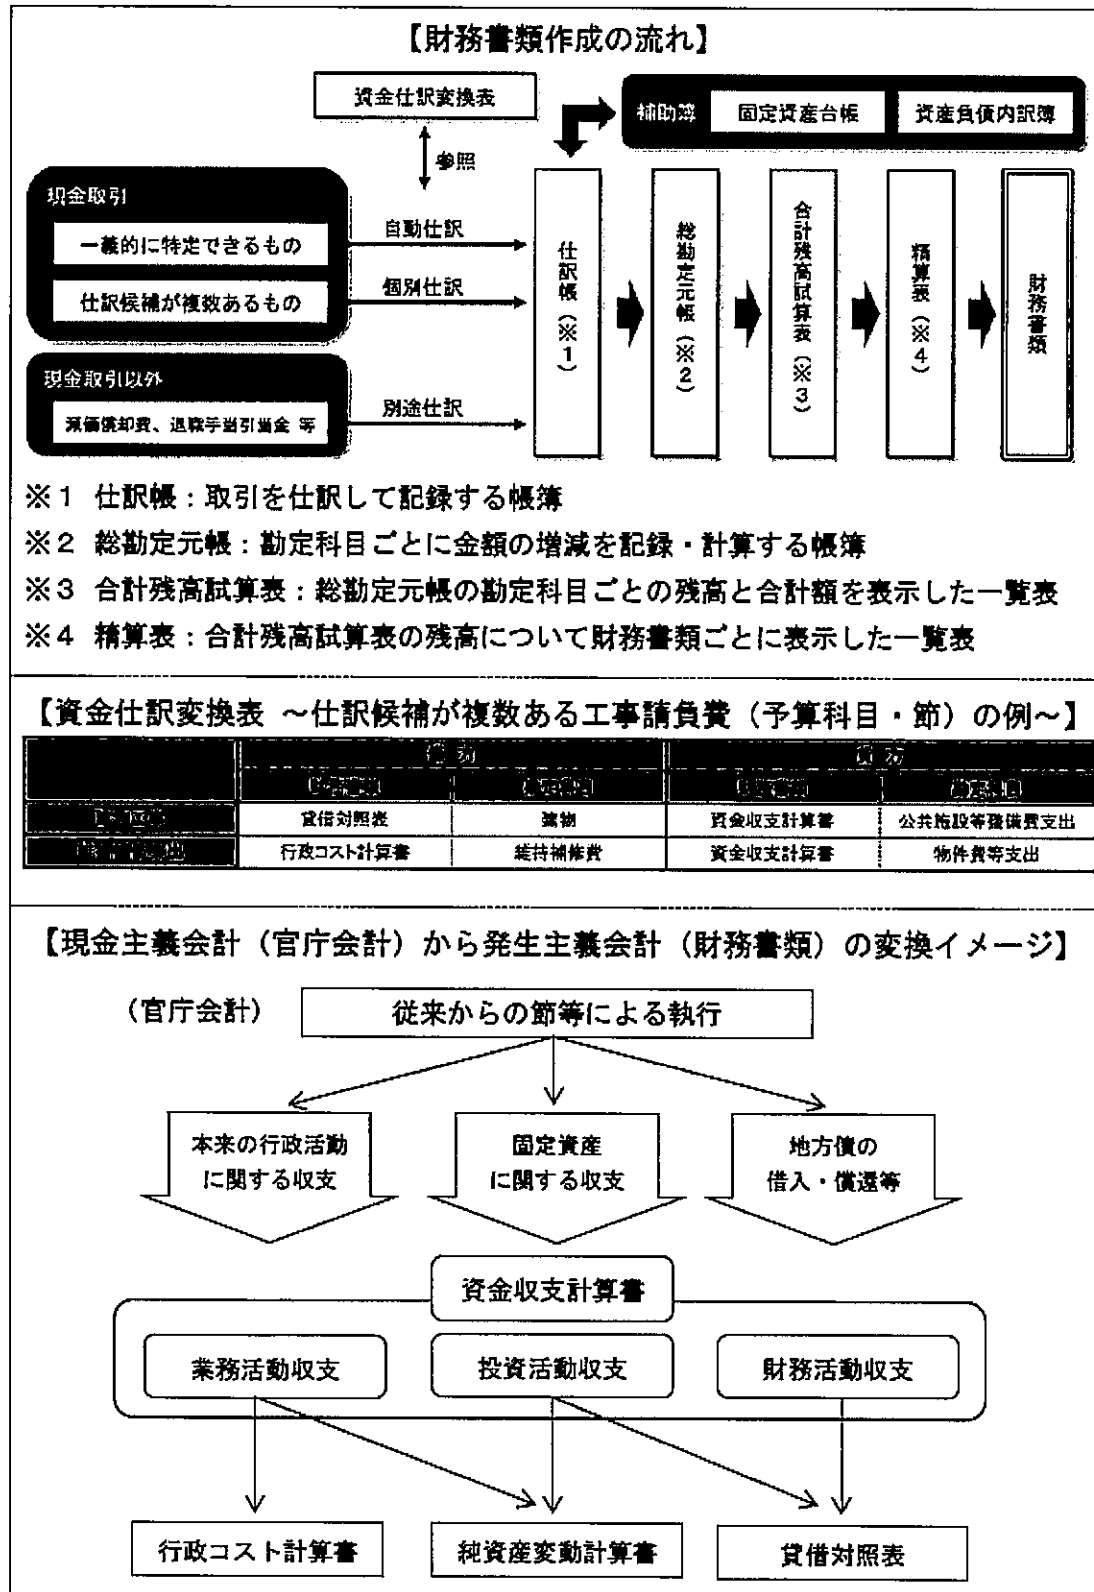 【財務書類作成の流れ】
資金仕訳変換表
補助簿
固定資産台帳
資産負債内訳簿
参照
現金取引
一義的に特定できるもの
仕訳候補が複数あるもの
自動仕訳
個別仕訳
現金取引以外
減価償却費、退職手当引当金 等
別途仕訳
仕訳帳(※1)
総勘定元帳(※2)
合計残高試算表(※3)
精算表(※4)
財務書類
※1 仕訳帳:取引を仕訳して記録する帳簿
※2 総勘定元帳:勘定科目ごとに金額の増減を記録・計算する帳簿
※3 合計残高試算表:総勘定元帳の勘定科目ごとの残高と合計額を表示した一覧表
※4 精算表:合計残高試算表の残高について財務書類ごとに表示した一覧表
【資金仕訳変換表 ~仕訳候補が複数ある工事請負費(予算科目・節)の例~】
借方 貸方
財務書類 勘定科目 財務書類 勘定科目
貸借対照表 建物 資金収支計算書 公共施設等整備費支出
行政コスト計算書 維持補修費 資金収支計算書 物件費等支出
【現金主義会計(官庁会計)から発生主義会計(財務書類)の変換イメージ】
(官庁会計)
従来からの節等による執行
本来の行政活動
に関する収支
固定資産
に関する収支
地方債の
借入・償還等
資金収支計算書
業務活動収支
投資活動収支
財務活動収支
行政コスト計算書
純資産変動計算書
貸借対照表